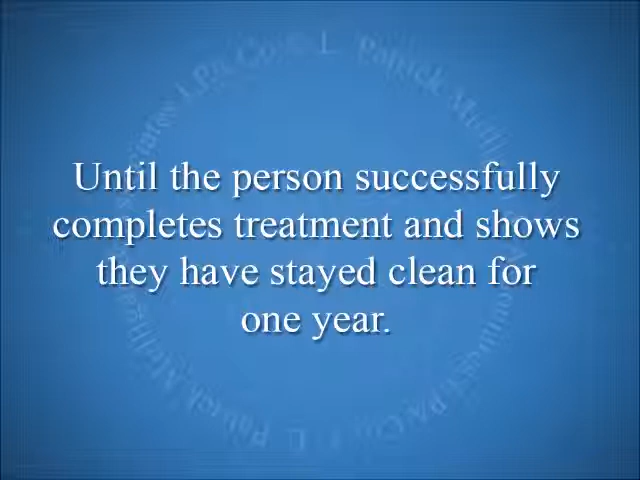 Until the person successfully
completes treatment and shows
they have stayed clean for
one year.